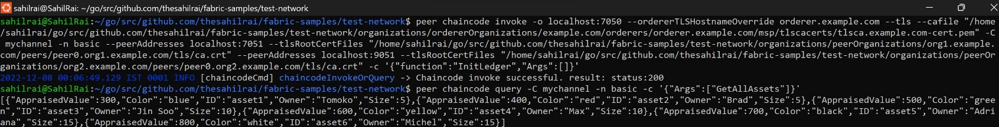 sahilrai@SahilRai: ~/go/src/github.com/thesahilrai/fabric-samples/test-network
sahilrai@SahilRai:~/go/src/github.com/thesahilrai/fabric-samples/test-network$ peer chaincode invoke -o localhost:7050 --ordererTLSHostnameOverride orderer.example.com --tls --cafile "/home
/sahilrai/go/src/github.com/thesahilrai/fabric-samples/test-network/organizations/ordererOrganizations/example.com/orderers/orderer.example.com/msp/tlscacerts/tlsca.example.com-cert.pem" -C
 mychannel -n basic --peerAddresses localhost:7051 --tlsRootCertFiles "/home/sahilrai/go/src/github.com/thesahilrai/fabric-samples/test-network/organizations/peerOrganizations/org1.example.
com/peers/peer0.org1.example.com/tls/ca.crt" --peerAddresses localhost:9051 --tlsRootCertFiles "/home/sahilrai/go/src/github.com/thesahilrai/fabric-samples/test-network/organizations/peerOr
ganizations/org2.example.com/peers/peer0.org2.example.com/tls/ca.crt" -c '{"function":"InitLedger","Args":[]}'
2022-12-08 00:06:49.129 IST 0001 INFO [chaincodeCmd] chaincodeInvokeOrQuery -> Chaincode invoke successful. result: status:200
sahilrai@SahilRai:~/go/src/github.com/thesahilrai/fabric-samples/test-network$ peer chaincode query -C mychannel -n basic -c '{"Args":["GetAllAssets"]}'
[{"AppraisedValue":300,"Color":"blue","ID":"asset1","Owner":"Tomoko","Size":5},{"AppraisedValue":400,"Color":"red","ID":"asset2","Owner":"Brad","Size":5},{"AppraisedValue":500,"Color":"gree
n","ID":"asset3","Owner":"Jin Soo","Size":10},{"AppraisedValue":600,"Color":"yellow","ID":"asset4","Owner":"Max","Size":10},{"AppraisedValue":700,"Color":"black","ID":"asset5","Owner":"Adri
ana","Size":15},{"AppraisedValue":800,"Color":"white","ID":"asset6","Owner":"Michel","Size":15}]